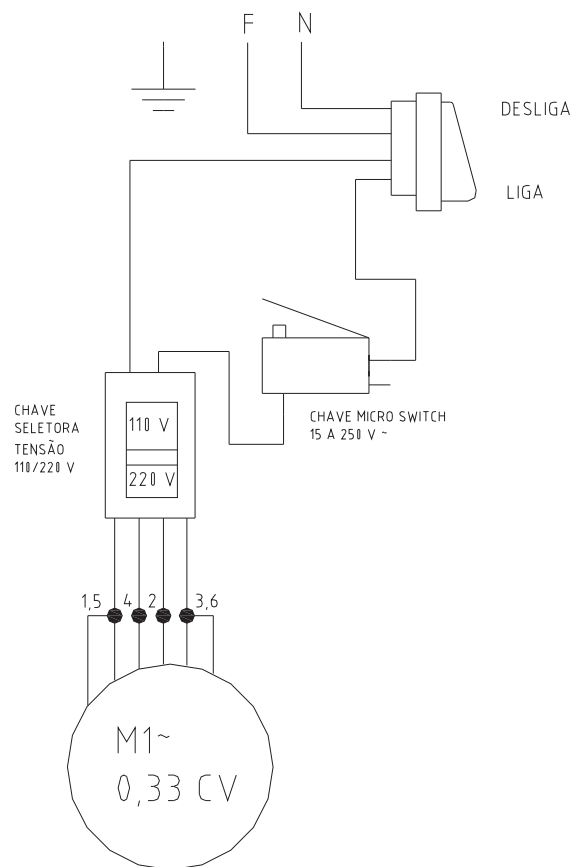 F N
DESLIGA
LIGA
CHAVE
SELETORA
TENSÃO
110/220 V
110 V
220 V
CHAVE MICRO SWITCH
15 A 250 V ~
1,5 4 2 3,6
M1~
0,33 CV